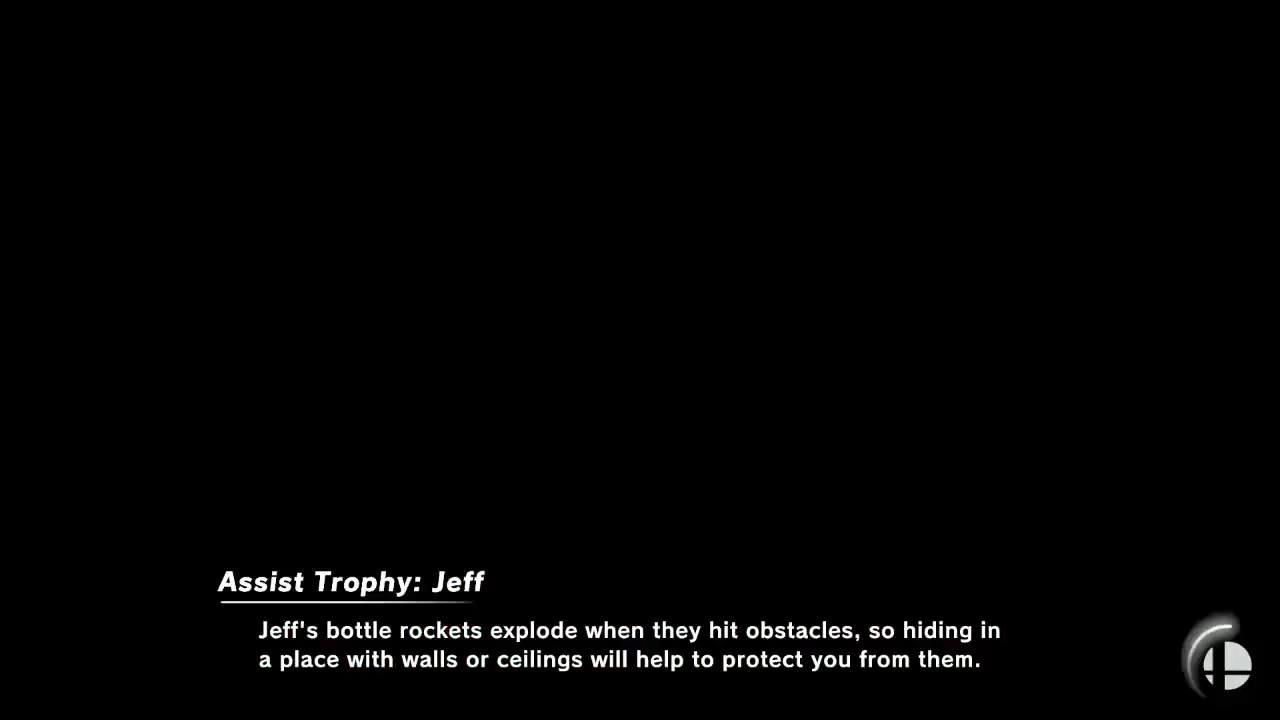 Assist Trophy: Jeff
Jeff's bottle rockets explode when they hit obstacles, so hiding in
a place with walls or ceilings will help to protect you from them.